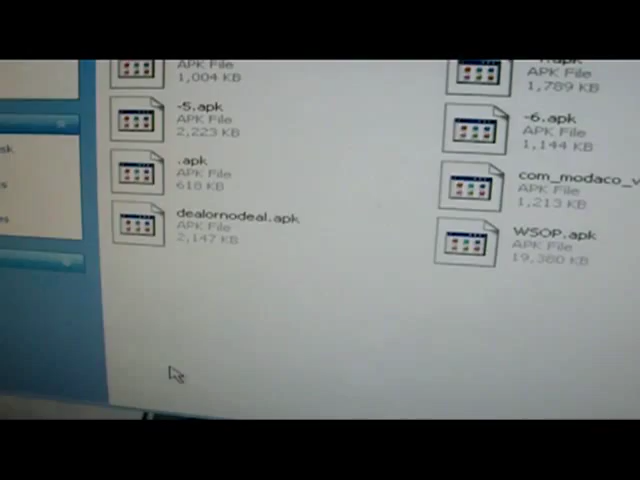 APK File
1,004 KB
APK File
1,789 KB
-5.apk
APK File
2,223 KB
-6.apk
APK File
1,144 KB
.apk
APK File
618 KB
com_modaco_v
APK File
1,213 KB
dealornodeal.apk
APK File
2,147 KB
WSOP.apk
APK File
19,380 KB